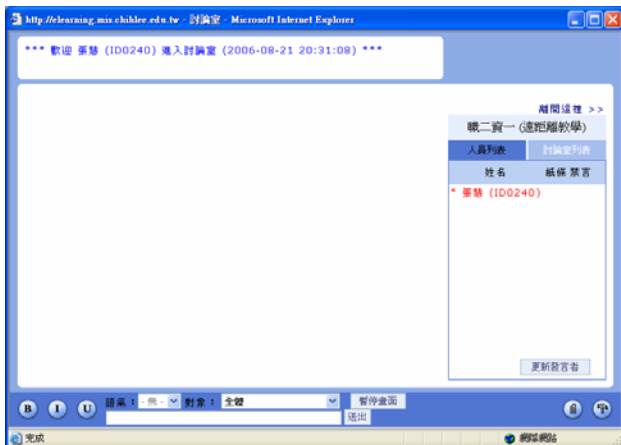 http://elearning.mis.chihlee.edu.tw - 討論室 - Microsoft Internet Explorer
*** 歡迎 張慧 (ID0240) 進入討論室 (2006-08-21 20:31:08) ***
離開這裡 >>
職二資一 (遠距離教學)
人員列表 討論室列表
姓名 紙條 禁言
* 張慧 (ID0240)
更新發言者
B I U 語氣： - 無 - 對象： 全體 暫停畫面
送出
完成 網際網路